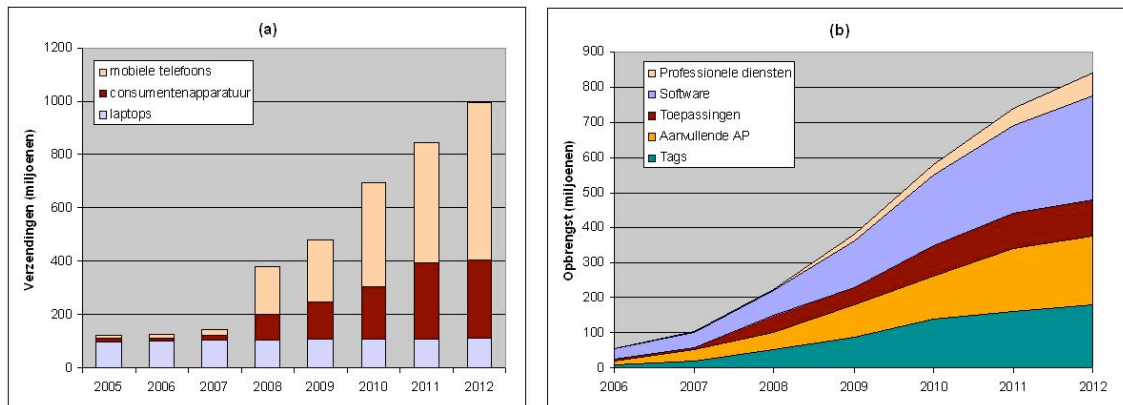 (a)
Verzendingen (miljoenen)
1200
1000
800
600
400
200
0
mobiele telefoons
consumentenapparatuur
laptops
2005 2006 2007 2008 2009 2010 2011 2012
(b)
Opbrengst (miljoenen)
900
800
700
600
500
400
300
200
100
0
Professionele diensten
Software
Toepassingen
Aanvullende AP
Tags
2006 2007 2008 2009 2010 2011 2012